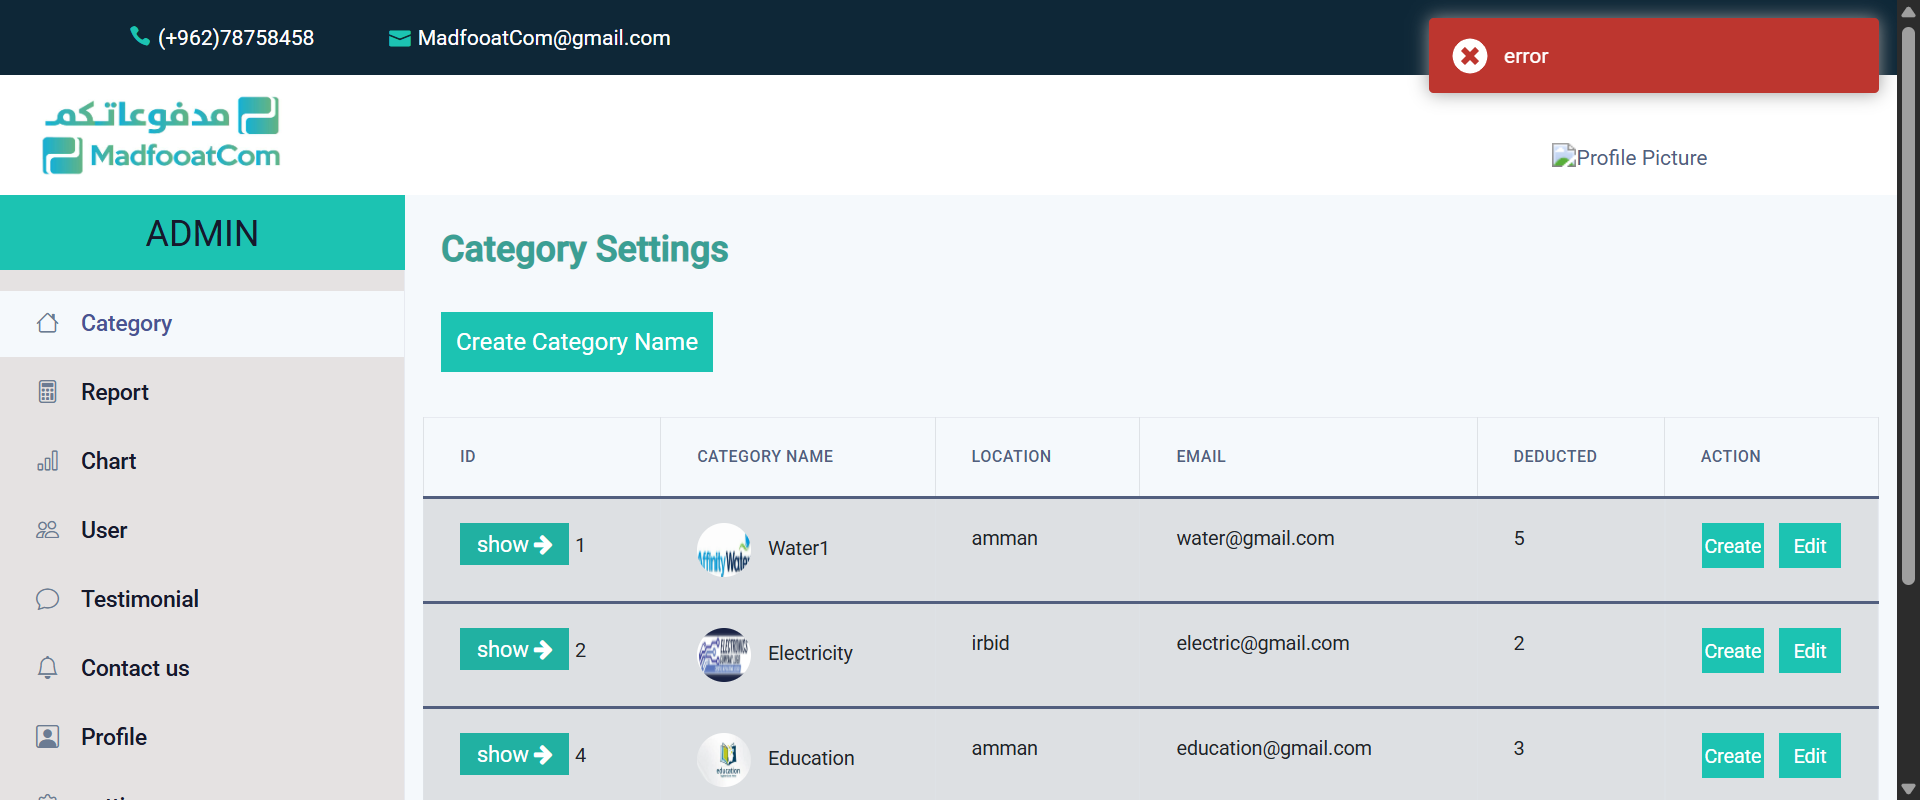 (+962)78758458 MadfooatCom@gmail.com
error
مدفوعاتكم
MadfooatCom
Profile Picture
ADMIN
Category
Report
Chart
User
Testimonial
Contact us
Profile
Category Settings
Create Category Name
ID CATEGORY NAME LOCATION EMAIL DEDUCTED ACTION
show 1 Water1 amman water@gmail.com 5 Create Edit
Affinity Water
show 2 Electricity irbid electric@gmail.com 2 Create Edit
show 4 Education amman education@gmail.com 3 Create Edit
education